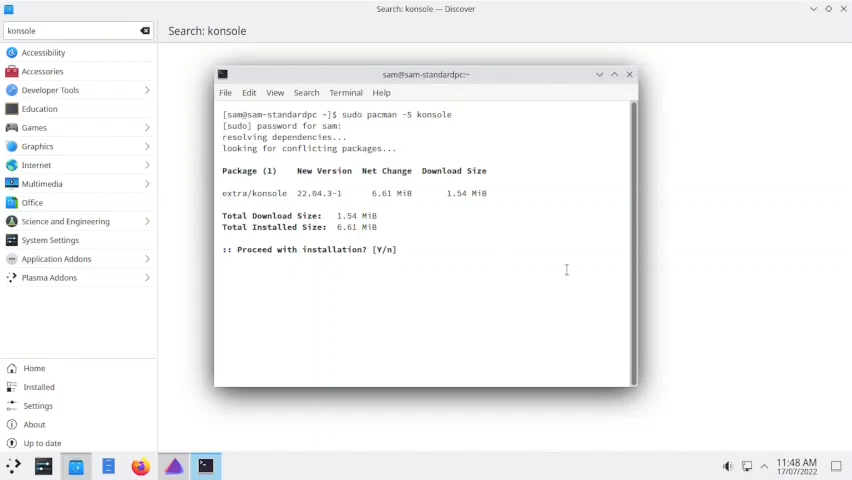 Search: konsole — Discover
konsole
Search: konsole
Accessibility
Accessories
Developer Tools
Education
Games
Graphics
Internet
Multimedia
Office
Science and Engineering
System Settings
Application Addons
Plasma Addons
Home
Installed
Settings
About
Up to date
sam@sam-standardpc:~
File Edit View Search Terminal Help
[sam@sam-standardpc ~]$ sudo pacman -S konsole
[sudo] password for sam:
resolving dependencies...
looking for conflicting packages...
Package (1) New Version Net Change Download Size
extra/konsole 22.04.3-1 6.61 MiB 1.54 MiB
Total Download Size: 1.54 MiB
Total Installed Size: 6.61 MiB
:: Proceed with installation? [Y/n]
11:48 AM
17/07/2022